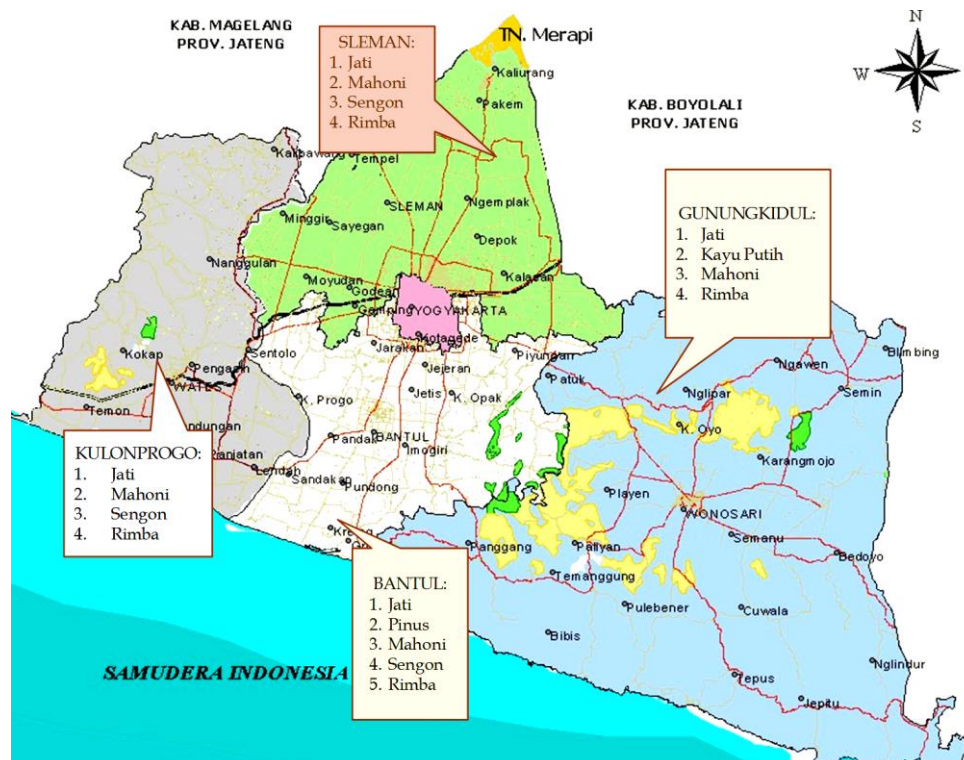 KAB. MAGELANG
PROV. JATENG
TN. Merapi
SLEMAN:
1. Jati
2. Mahoni
3. Sengon
4. Rimba
Kaliurang
Pakem
KAB. BOYOLALI
PROV. JATENG
N
W
E
S
Tempel
SLEMAN
Ngemplak
Minggir
Sayegan
Depok
Nanggulan
Moyudan
Godean
Kalasan
Gamping
YOGYAKARTA
Kotagede
GUNUNGKIDUL:
1. Jati
2. Kayu Putih
3. Mahoni
4. Rimba
Kokap
Sentolo
Jarakan
Piyungan
Pengasih
Jejeran
WATES
Patuk
Ngawen
Blimbing
Temon
K. Progo
Jetis
K. Opak
Nglipar
Semin
ndungan
Pandak
BANTUL
Imogiri
K. Oyo
Panjatan
Lendah
Sandakan
Pundong
Karangmojo
KULONPROGO:
1. Jati
2. Mahoni
3. Sengon
4. Rimba
Playen
WONOSARI
Panggang
Paliyan
Semanu
Bedoyo
Temanggung
BANTUL:
1. Jati
2. Pinus
3. Mahoni
4. Sengon
5. Rimba
Pulebener
Cuwala
Bibis
SAMUDERA INDONESIA
Nglindur
Tepus
Jepitu